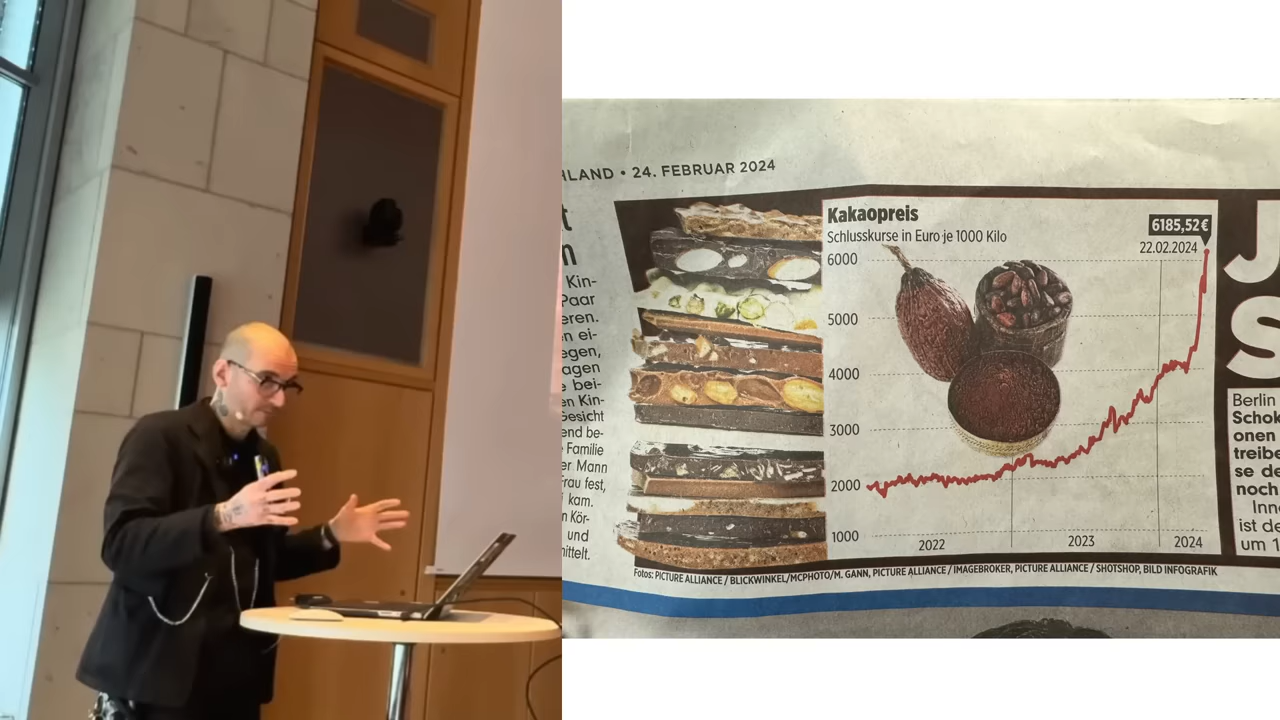 HLAND • 24. FEBRUAR 2024
t
n
Kin-
Paar
eren.
n ei-
egen,
agen
e bei-
en Kin-
Gesicht
end be-
Familie
er Mann
Frau fest,
i kam.
n Kör-
und
mittelt.
Kakaopreis
Schlusskurse in Euro je 1000 Kilo
6185,52€
22.02.2024
6000
5000
4000
3000
2000
1000
2022
2023
2024
Fotos: PICTURE ALLIANCE / BLICKWINKEL/MCPHOTO/M. GANN, PICTURE ALLIANCE / IMAGEBROKER, PICTURE ALLIANCE / SHOTSHOP, BILD INFOGRAFIK
J
S
Berlin
Schok
onen
treibe
se de
noch
Inne
ist de
um 1